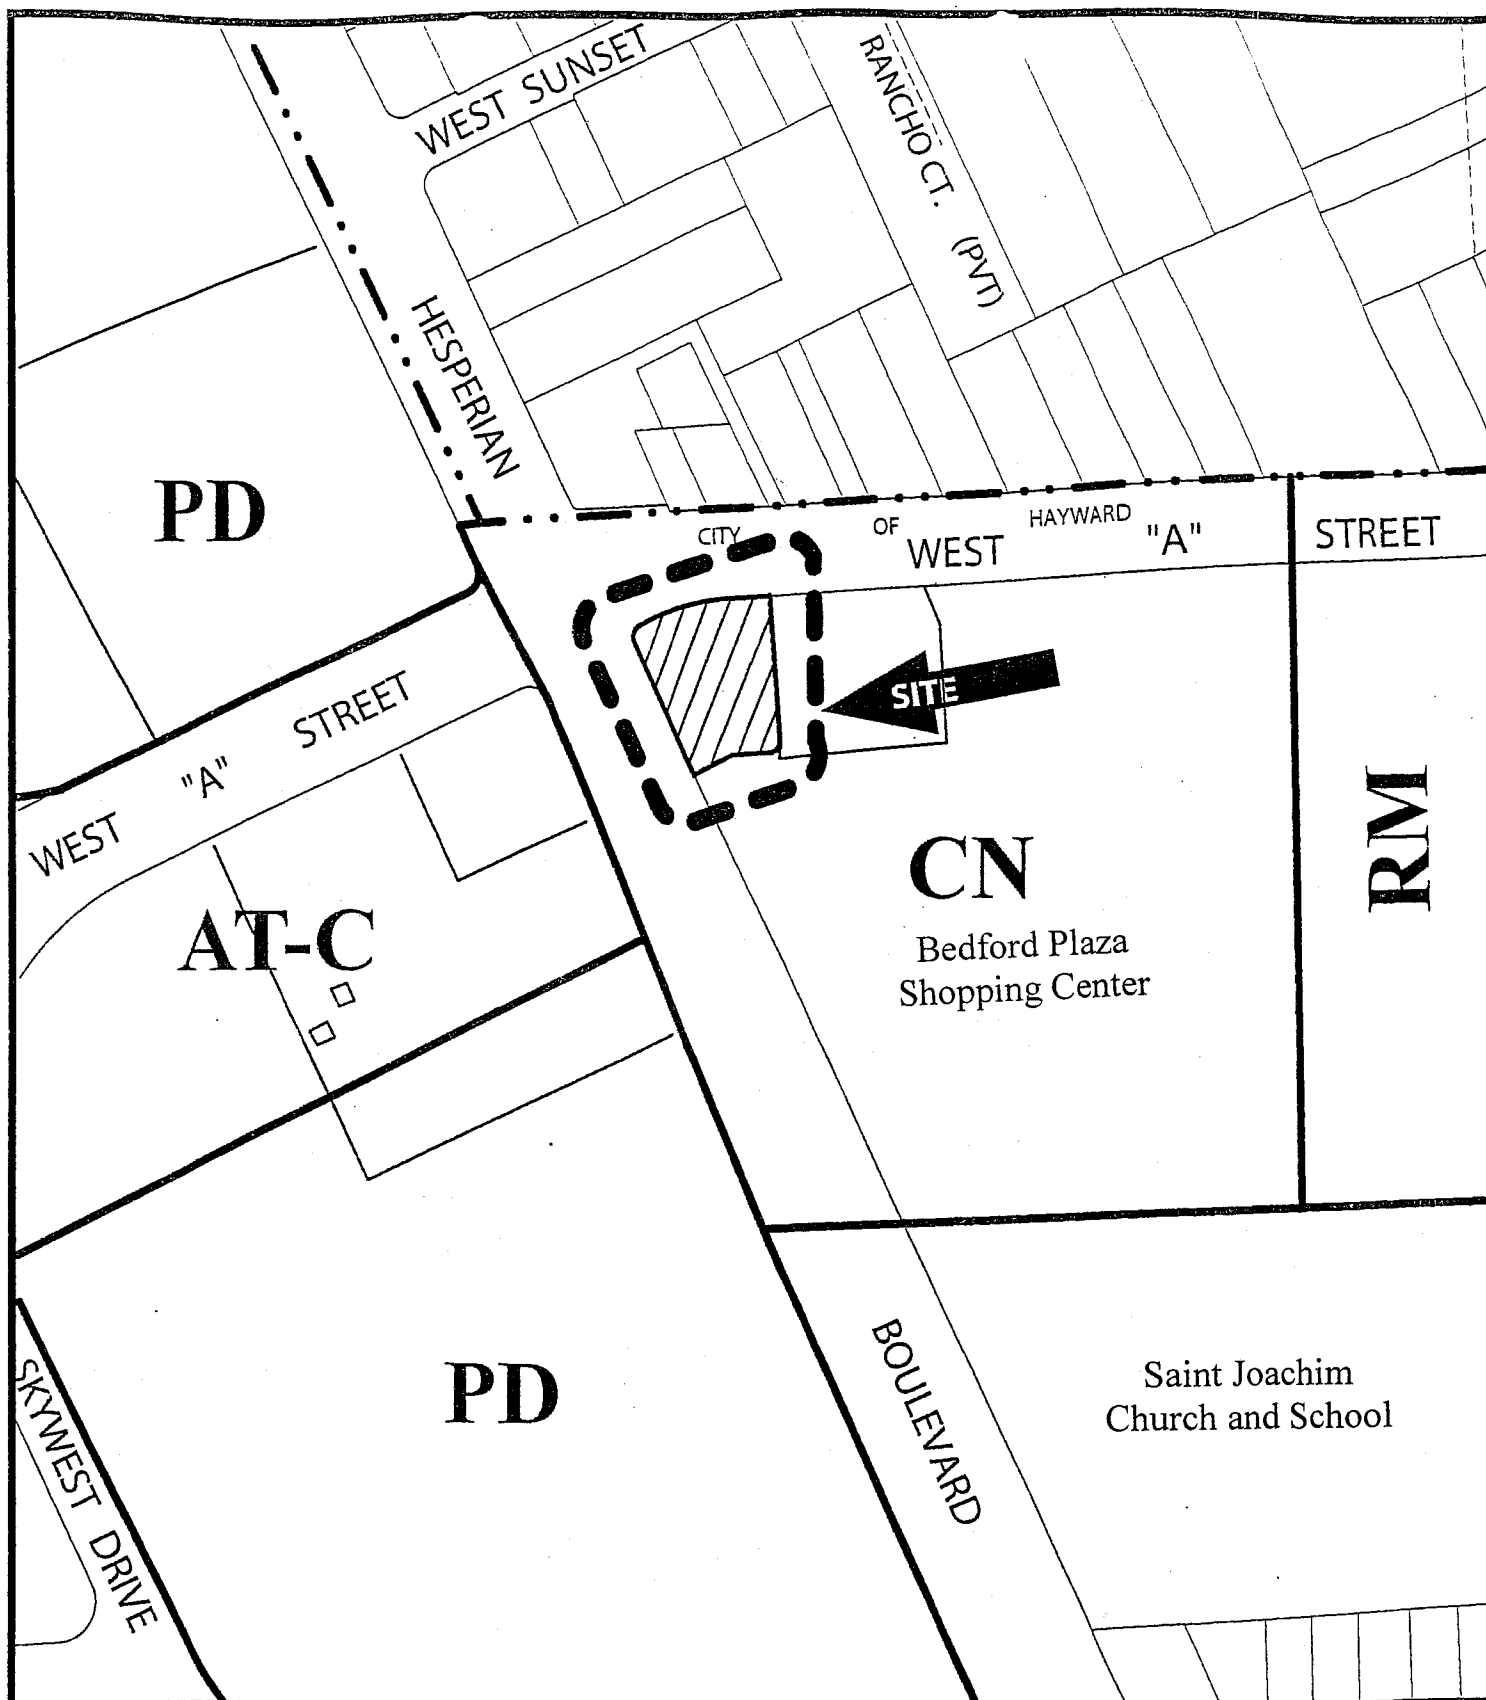 WEST SUNSET
RANCHO CT. (PVT)
HESPERIAN
PD
CITY OF HAYWARD
WEST "A" STREET
SITE
WEST "A" STREET
CN
Bedford Plaza
Shopping Center
RM
AT-C
PD
BOULEVARD
Saint Joachim
Church and School
SKYWEST DRIVE